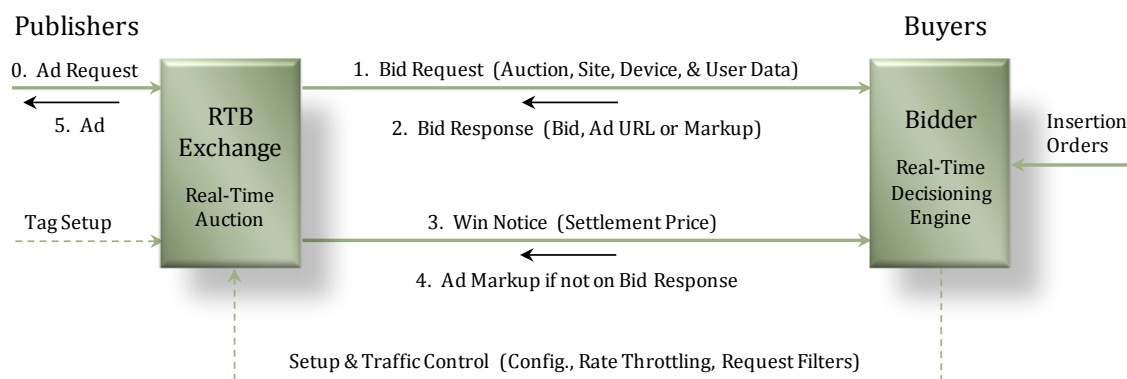 Publishers
Buyers
0. Ad Request
5. Ad
RTB
Exchange
Real-Time
Auction
Tag Setup
1. Bid Request (Auction, Site, Device, & User Data)
2. Bid Response (Bid, Ad URL or Markup)
3. Win Notice (Settlement Price)
4. Ad Markup if not on Bid Response
Bidder
Real-Time
Decisioning
Engine
Insertion
Orders
Setup & Traffic Control (Config., Rate Throttling, Request Filters)